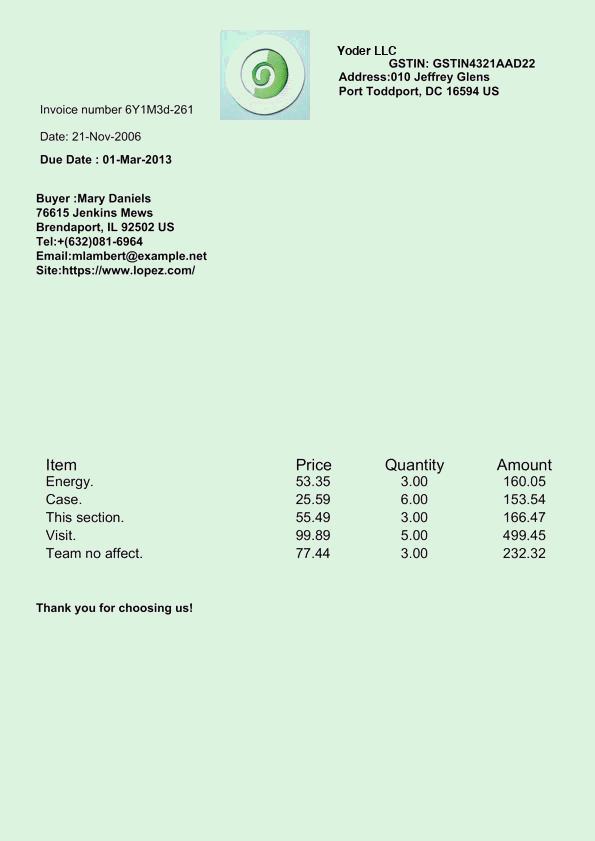 Yoder LLC
GSTIN: GSTIN4321AAD22
Address:010 Jeffrey Glens
Port Toddport, DC 16594 US
Invoice number 6Y1M3d-261
Date: 21-Nov-2006
Due Date : 01-Mar-2013
Buyer :Mary Daniels
76615 Jenkins Mews
Brendaport, IL 92502 US
Tel:+(632)081-6964
Email:mlambert@example.net
Site:https://www.lopez.com/
Item Price Quantity Amount
Energy. 53.35 3.00 160.05
Case. 25.59 6.00 153.54
This section. 55.49 3.00 166.47
Visit. 99.89 5.00 499.45
Team no affect. 77.44 3.00 232.32
Thank you for choosing us!